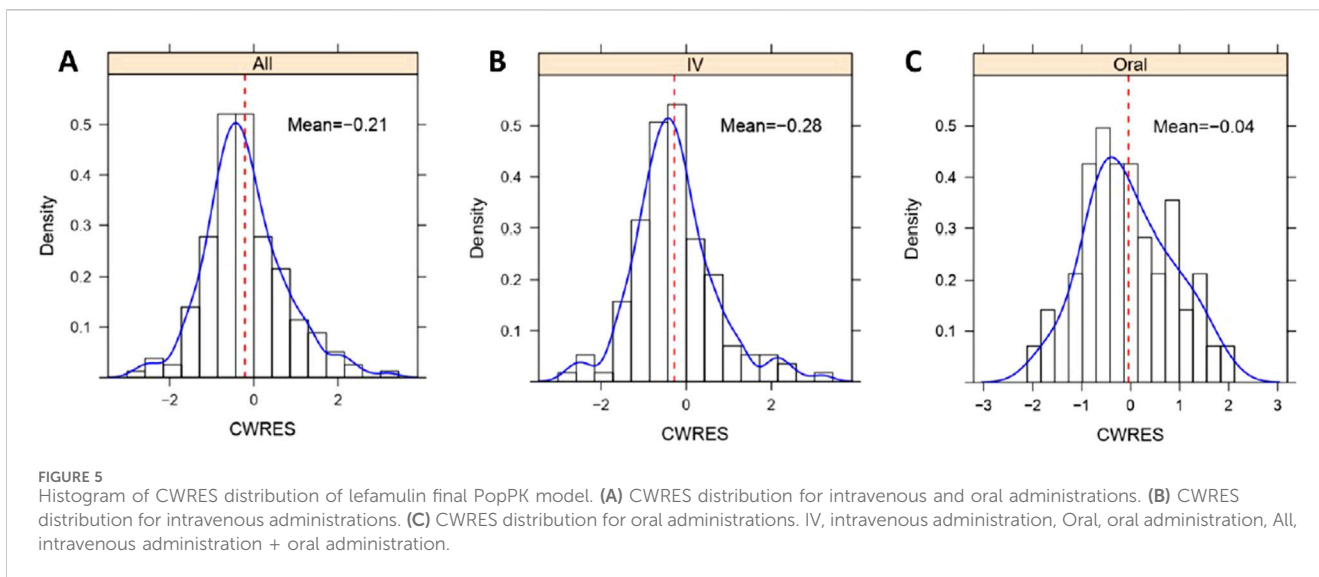 A
All
Mean=−0.21
0.5
0.4
0.3
0.2
0.1
Density
−2
0
2
CWRES
B
IV
Mean=−0.28
0.5
0.4
0.3
0.2
0.1
Density
−2
0
2
CWRES
C
Oral
Mean=−0.04
0.5
0.4
0.3
0.2
0.1
Density
−3
−2
−1
0
1
2
3
CWRES
FIGURE 5
Histogram of CWRES distribution of lefamulin final PopPK model. (A) CWRES distribution for intravenous and oral administrations. (B) CWRES
distribution for intravenous administrations. (C) CWRES distribution for oral administrations. IV, intravenous administration, Oral, oral administration, All,
intravenous administration + oral administration.